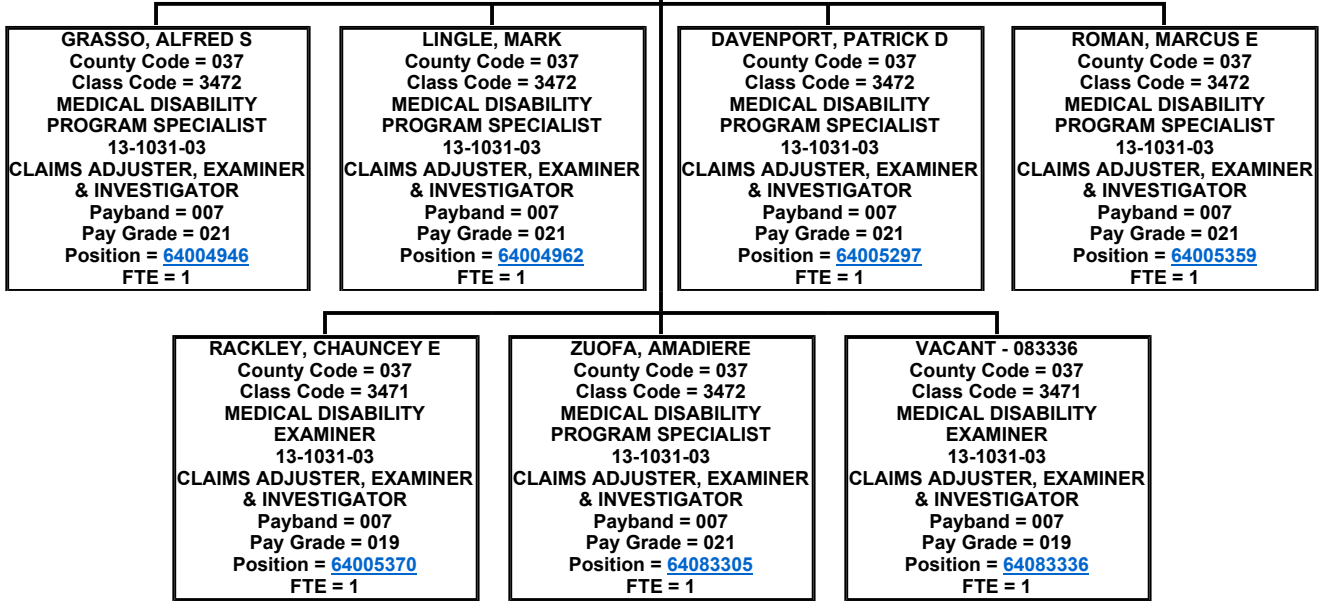 GRASSO, ALFRED S
County Code = 037
Class Code = 3472
MEDICAL DISABILITY
PROGRAM SPECIALIST
13-1031-03
CLAIMS ADJUSTER, EXAMINER
& INVESTIGATOR
Payband = 007
Pay Grade = 021
Position = 64004946
FTE = 1
LINGLE, MARK
County Code = 037
Class Code = 3472
MEDICAL DISABILITY
PROGRAM SPECIALIST
13-1031-03
CLAIMS ADJUSTER, EXAMINER
& INVESTIGATOR
Payband = 007
Pay Grade = 021
Position = 64004962
FTE = 1
DAVENPORT, PATRICK D
County Code = 037
Class Code = 3472
MEDICAL DISABILITY
PROGRAM SPECIALIST
13-1031-03
CLAIMS ADJUSTER, EXAMINER
& INVESTIGATOR
Payband = 007
Pay Grade = 021
Position = 64005297
FTE = 1
ROMAN, MARCUS E
County Code = 037
Class Code = 3472
MEDICAL DISABILITY
PROGRAM SPECIALIST
13-1031-03
CLAIMS ADJUSTER, EXAMINER
& INVESTIGATOR
Payband = 007
Pay Grade = 021
Position = 64005359
FTE = 1
RACKLEY, CHAUNCEY E
County Code = 037
Class Code = 3471
MEDICAL DISABILITY
EXAMINER
13-1031-03
CLAIMS ADJUSTER, EXAMINER
& INVESTIGATOR
Payband = 007
Pay Grade = 019
Position = 64005370
FTE = 1
ZUOFA, AMADIERE
County Code = 037
Class Code = 3472
MEDICAL DISABILITY
PROGRAM SPECIALIST
13-1031-03
CLAIMS ADJUSTER, EXAMINER
& INVESTIGATOR
Payband = 007
Pay Grade = 021
Position = 64083305
FTE = 1
VACANT - 083336
County Code = 037
Class Code = 3471
MEDICAL DISABILITY
EXAMINER
13-1031-03
CLAIMS ADJUSTER, EXAMINER
& INVESTIGATOR
Payband = 007
Pay Grade = 019
Position = 64083336
FTE = 1